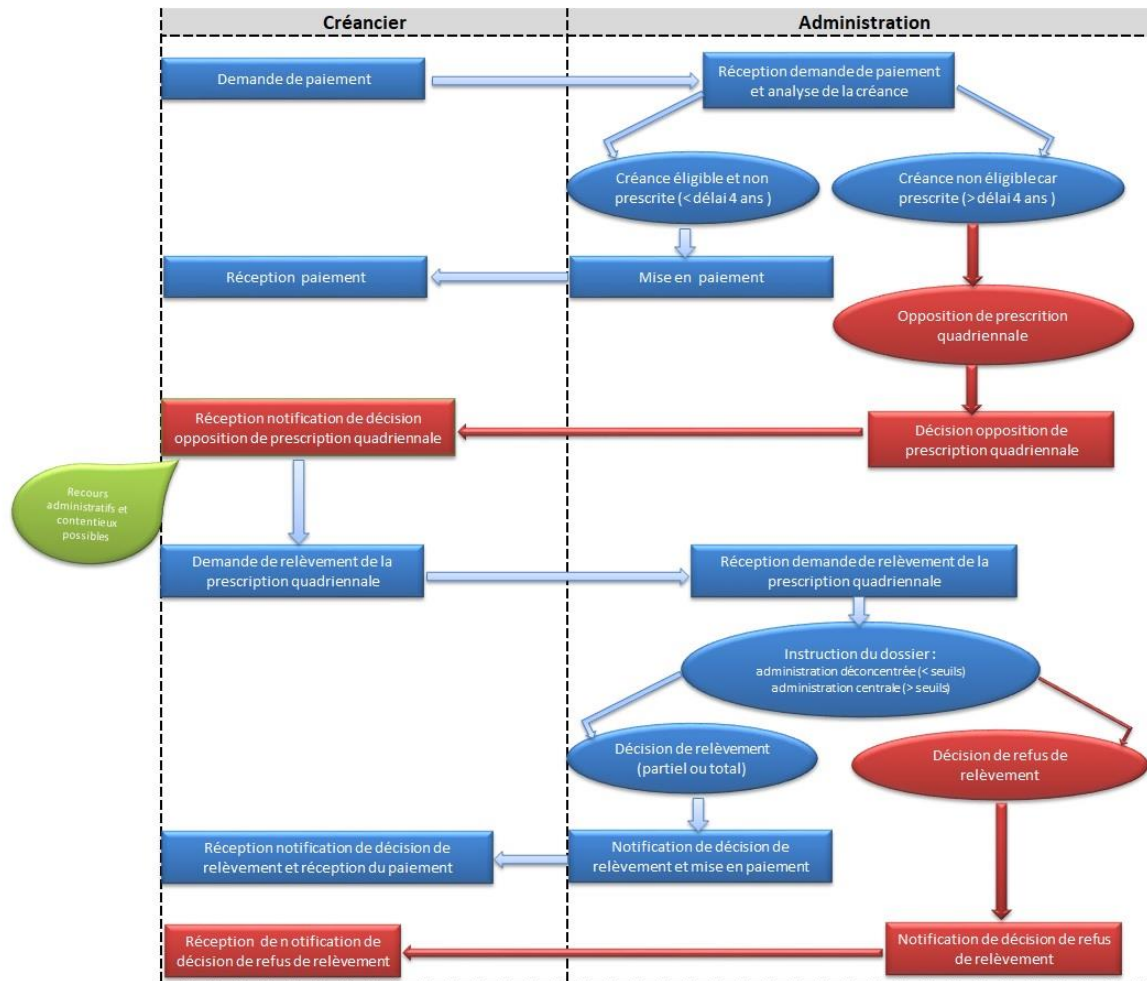 Créancier
Administration
Demande de paiement
Réception demande de paiement
et analyse de la créance
Créance éligible et non
prescrite (< délai 4 ans )
Créance non éligible car
prescrite (> délai 4 ans )
Réception paiement
Mise en paiement
Opposition de prescrition
quadriennale
Réception notification de décision
opposition de prescription quadriennale
Décision opposition de
prescription quadriennale
Recours
administratifs et
contentieux
possibles
Demande de relèvement de la
prescription quadriennale
Réception demande de relèvement de la
prescription quadriennale
Instruction du dossier :
administration déconcentrée (< seuils)
administration centrale (> seuils)
Décision de relèvement
(partiel ou total)
Décision de refus de
relèvement
Réception notification de décision de
relèvement et réception du paiement
Notification de décision de
relèvement et mise en paiement
Réception de n otification de
décision de refus de relèvement
Notification de décision de refus
de relèvement